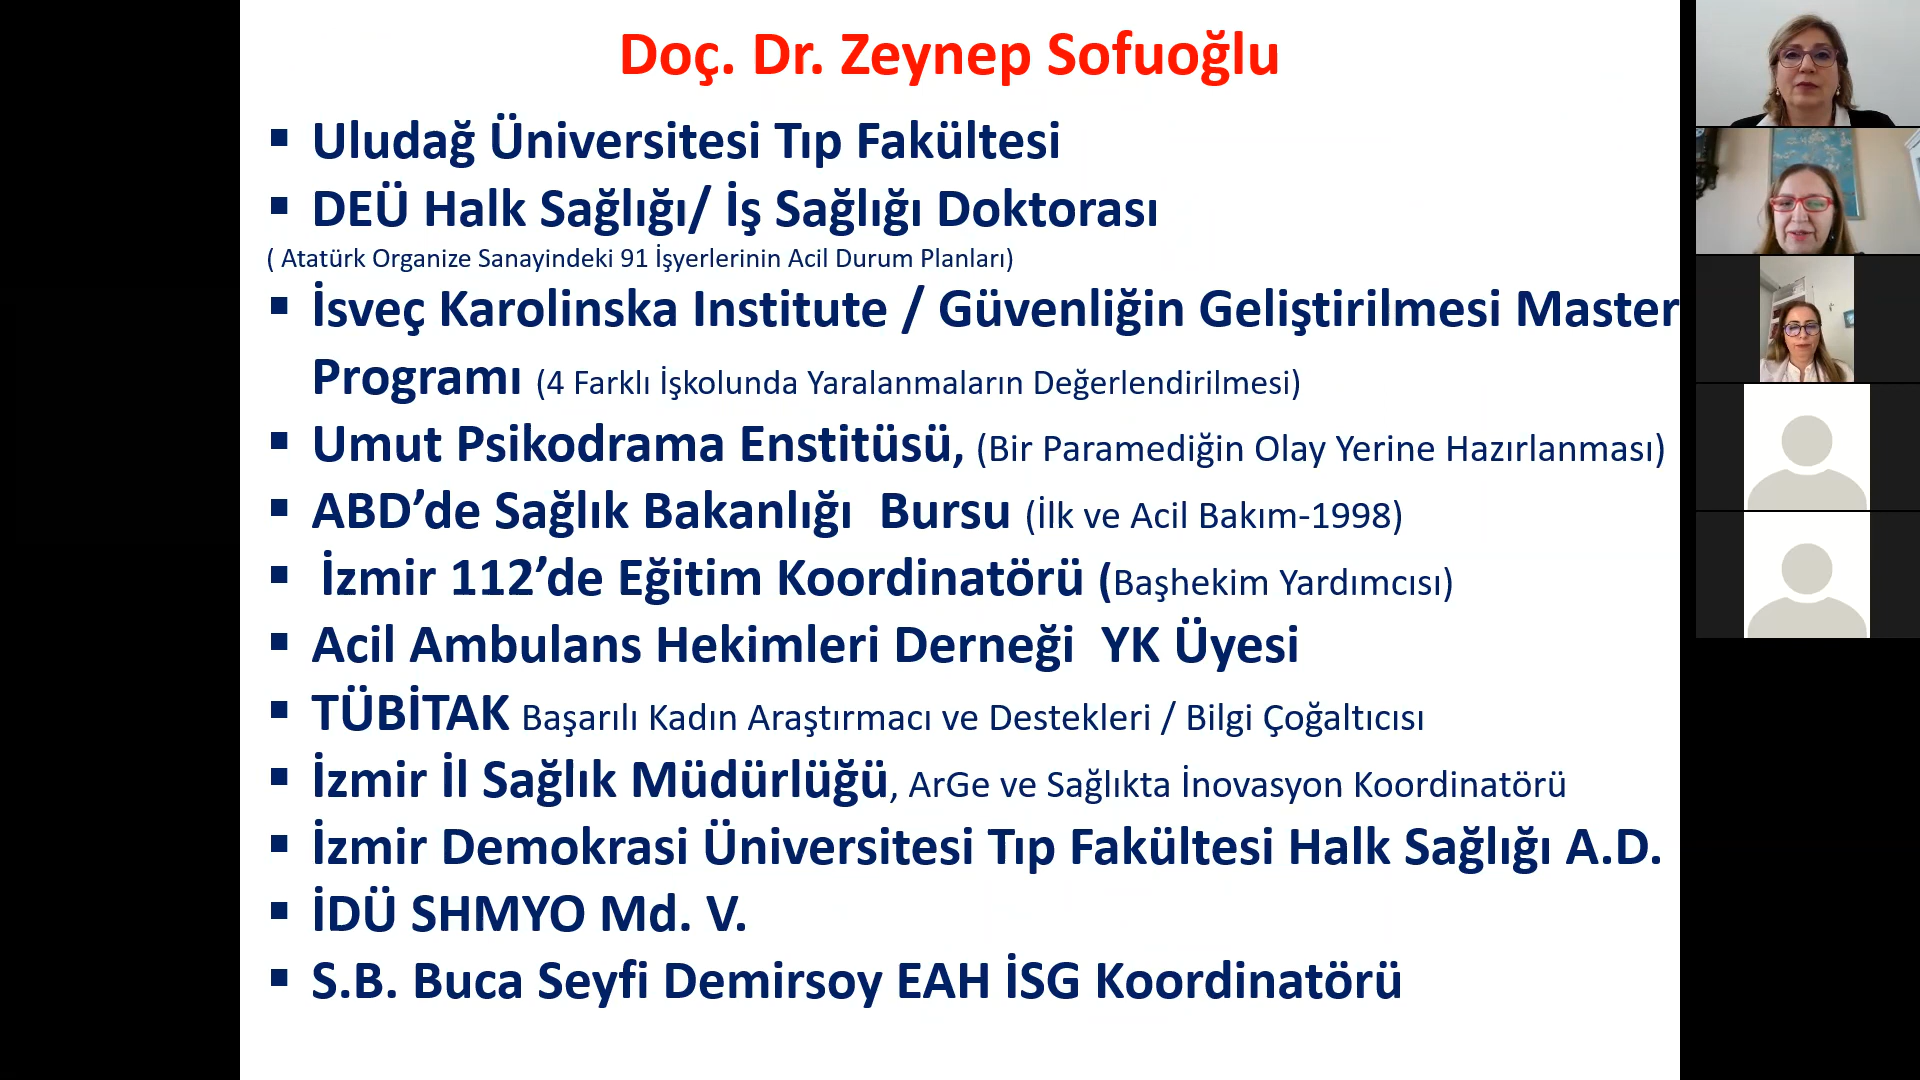 Doç. Dr. Zeynep Sofuoğlu
▪ Uludağ Üniversitesi Tıp Fakültesi
▪ DEÜ Halk Sağlığı/ İş Sağlığı Doktorası
( Atatürk Organize Sanayindeki 91 İşyerlerinin Acil Durum Planları)
▪ İsveç Karolinska Institute / Güvenliğin Geliştirilmesi Master
Programı (4 Farklı İşkolunda Yaralanmaların Değerlendirilmesi)
▪ Umut Psikodrama Enstitüsü, (Bir Paramediğin Olay Yerine Hazırlanması)
▪ ABD’de Sağlık Bakanlığı Bursu (İlk ve Acil Bakım-1998)
▪ İzmir 112’de Eğitim Koordinatörü (Başhekim Yardımcısı)
▪ Acil Ambulans Hekimleri Derneği YK Üyesi
▪ TÜBİTAK Başarılı Kadın Araştırmacı ve Destekleri / Bilgi Çoğaltıcısı
▪ İzmir İl Sağlık Müdürlüğü, ArGe ve Sağlıkta İnovasyon Koordinatörü
▪ İzmir Demokrasi Üniversitesi Tıp Fakültesi Halk Sağlığı A.D.
▪ İDÜ SHMYO Md. V.
▪ S.B. Buca Seyfi Demirsoy EAH İSG Koordinatörü